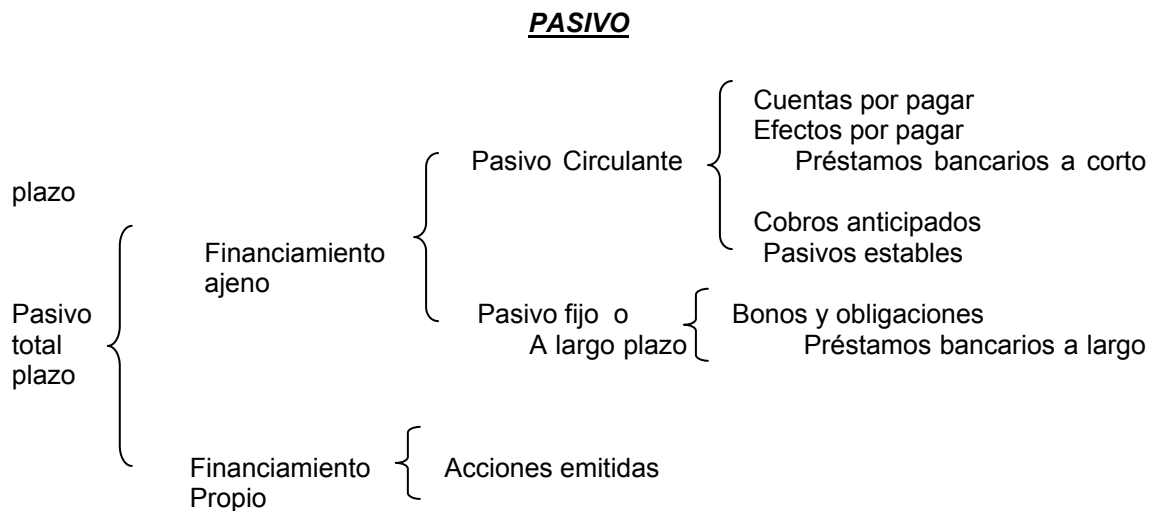 PASIVO
Cuentas por pagar
Efectos por pagar
Pasivo Circulante Préstamos bancarios a corto
plazo
Cobros anticipados
Financiamiento Pasivos estables
ajeno
Pasivo Pasivo fijo o Bonos y obligaciones
total A largo plazo Préstamos bancarios a largo
plazo
Financiamiento Acciones emitidas
Propio